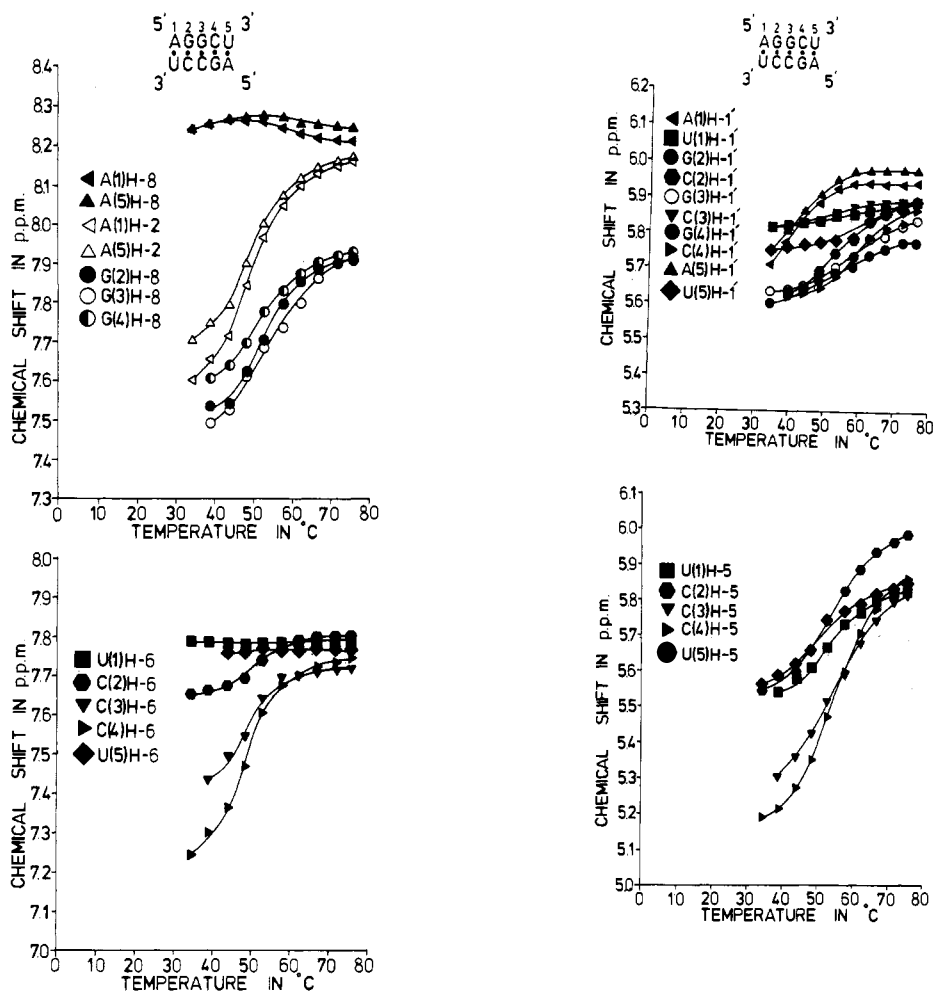 5' 1 2 3 4 5 3'
A G G C U
U C C G A
3' 5'
8.4
8.3
8.2
8.1
8.0
7.9
7.8
7.7
7.6
7.5
7.4
7.3
CHEMICAL SHIFT IN p.p.m.
A(1)H-8
A(5)H-8
A(1)H-2
A(5)H-2
G(2)H-8
G(3)H-8
G(4)H-8
0 10 20 30 40 50 60 70 80
TEMPERATURE IN °C
5' 1 2 3 4 5 3'
A G G C U
U C C G A
3' 5'
6.2
6.1
6.0
5.9
5.8
5.7
5.6
5.5
5.4
5.3
CHEMICAL SHIFT IN p.p.m.
A(1)H-1'
U(1)H-1'
G(2)H-1'
C(2)H-1'
G(3)H-1'
C(3)H-1'
G(4)H-1'
C(4)H-1'
A(5)H-1'
U(5)H-1'
0 10 20 30 40 50 60 70 80
TEMPERATURE IN °C
8.0
7.9
7.8
7.7
7.6
7.5
7.4
7.3
7.2
7.1
7.0
CHEMICAL SHIFT IN p.p.m.
U(1)H-6
C(2)H-6
C(3)H-6
C(4)H-6
U(5)H-6
0 10 20 30 40 50 60 70 80
TEMPERATURE IN °C
6.1
6.0
5.9
5.8
5.7
5.6
5.5
5.4
5.3
5.2
5.1
5.0
CHEMICAL SHIFT IN p.p.m.
U(1)H-5
C(2)H-5
C(3)H-5
C(4)H-5
U(5)H-5
0 10 20 30 40 50 60 70 80
TEMPERATURE IN °C